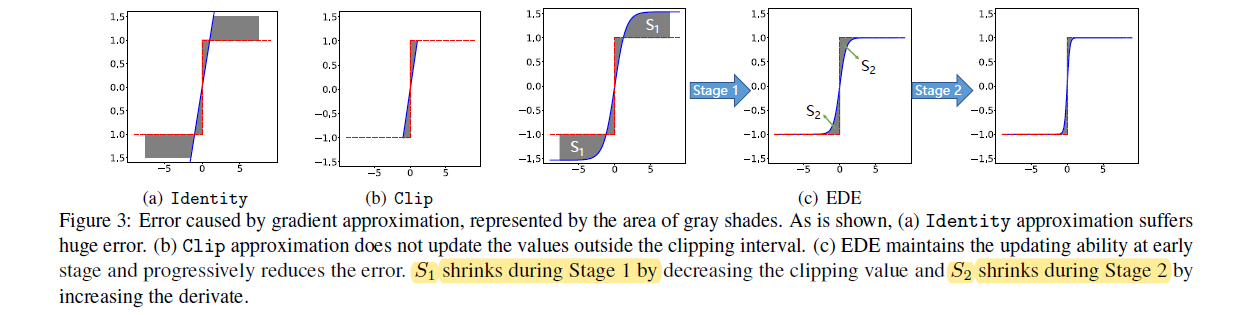 1.5
1.0
0.5
0.0
0.5
1.0
1.5
−5 0 5
1.5
1.0
0.5
0.0
−0.5
−1.0
−1.5
−5 0 5
1.5
1.0
0.5
0.0
−0.5
−1.0
−1.5
−5 0 5
S1
S1
Stage 1
1.5
1.0
0.5
0.0
−0.5
−1.0
−1.5
−5 0 5
S2
S2
Stage 2
1.5
1.0
0.5
0.0
−0.5
−1.0
−1.5
−5 0 5
(a) Identity
(b) Clip
(c) EDE
Figure 3: Error caused by gradient approximation, represented by the area of gray shades. As is shown, (a) Identity approximation suffers
huge error. (b) Clip approximation does not update the values outside the clipping interval. (c) EDE maintains the updating ability at early
stage and progressively reduces the error. S1 shrinks during Stage 1 by decreasing the clipping value and S2 shrinks during Stage 2 by
increasing the derivate.